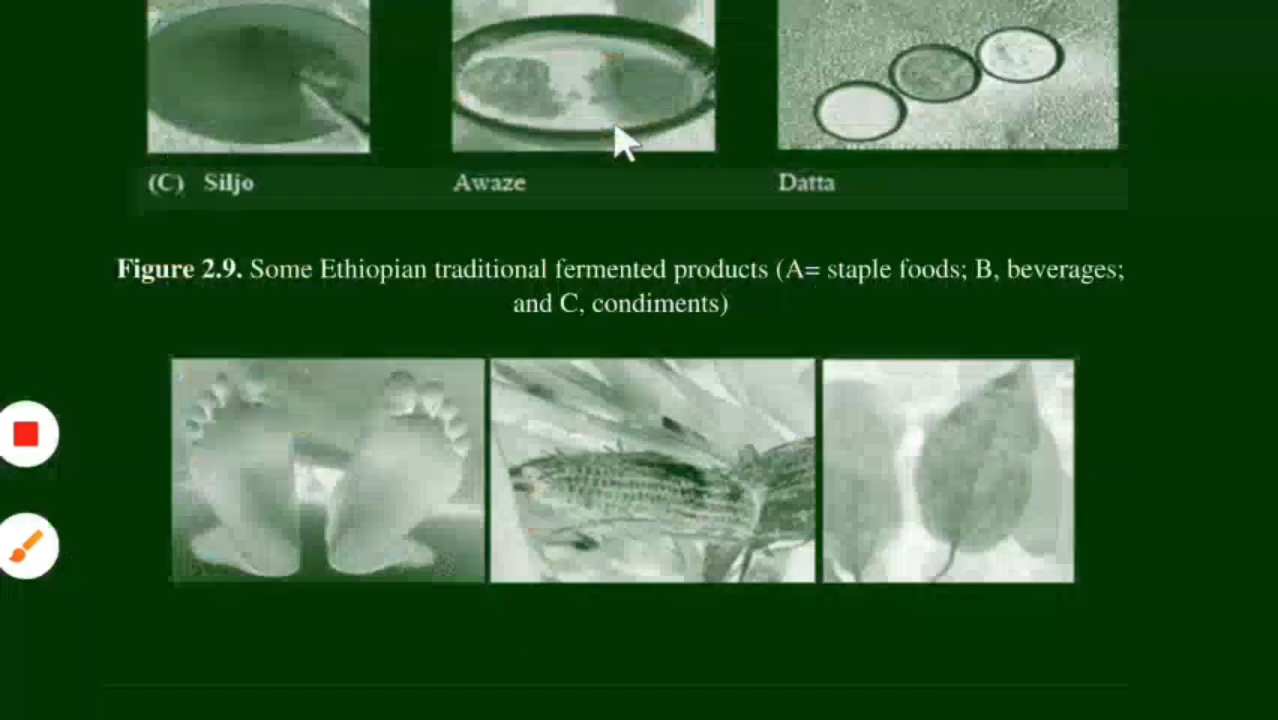 (C) Siljo Awaze Datta
Figure 2.9. Some Ethiopian traditional fermented products (A= staple foods; B, beverages;
and C, condiments)